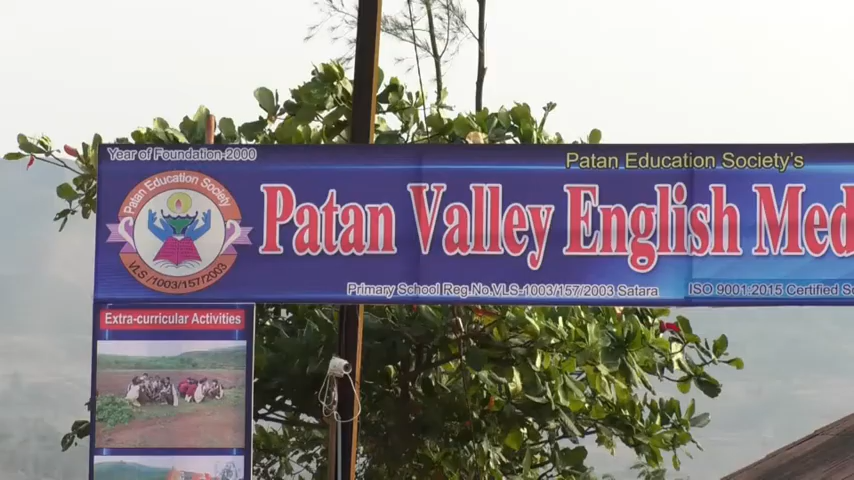 Year of Foundation-2000
Patan Education Society's
Patan Education Society
VLS /1003/157/2003
Patan Valley English Med
Primary School Reg.No.VLS-1003/157/2003 Satara
ISO 9001:2015 Certified S
Extra-curricular Activities